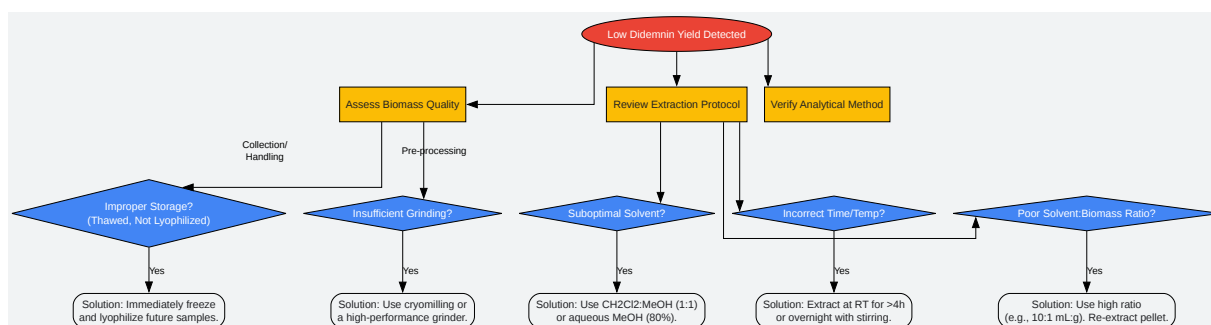 Low Didemnin Yield Detected
Assess Biomass Quality
Review Extraction Protocol
Verify Analytical Method
Collection/
Handling
Pre-processing
Improper Storage?
(Thawed, Not Lyophilized)
Insufficient Grinding?
Suboptimal Solvent?
Incorrect Time/Temp?
Poor Solvent:Biomass Ratio?
Yes
Yes
Yes
Yes
Yes
Solution: Immediately freeze
and lyophilize future samples.
Solution: Use cryomilling or
a high-performance grinder.
Solution: Use CH2Cl2:MeOH (1:1)
or aqueous MeOH (80%).
Solution: Extract at RT for >4h
or overnight with stirring.
Solution: Use high ratio
(e.g., 10:1 mL:g). Re-extract pellet.